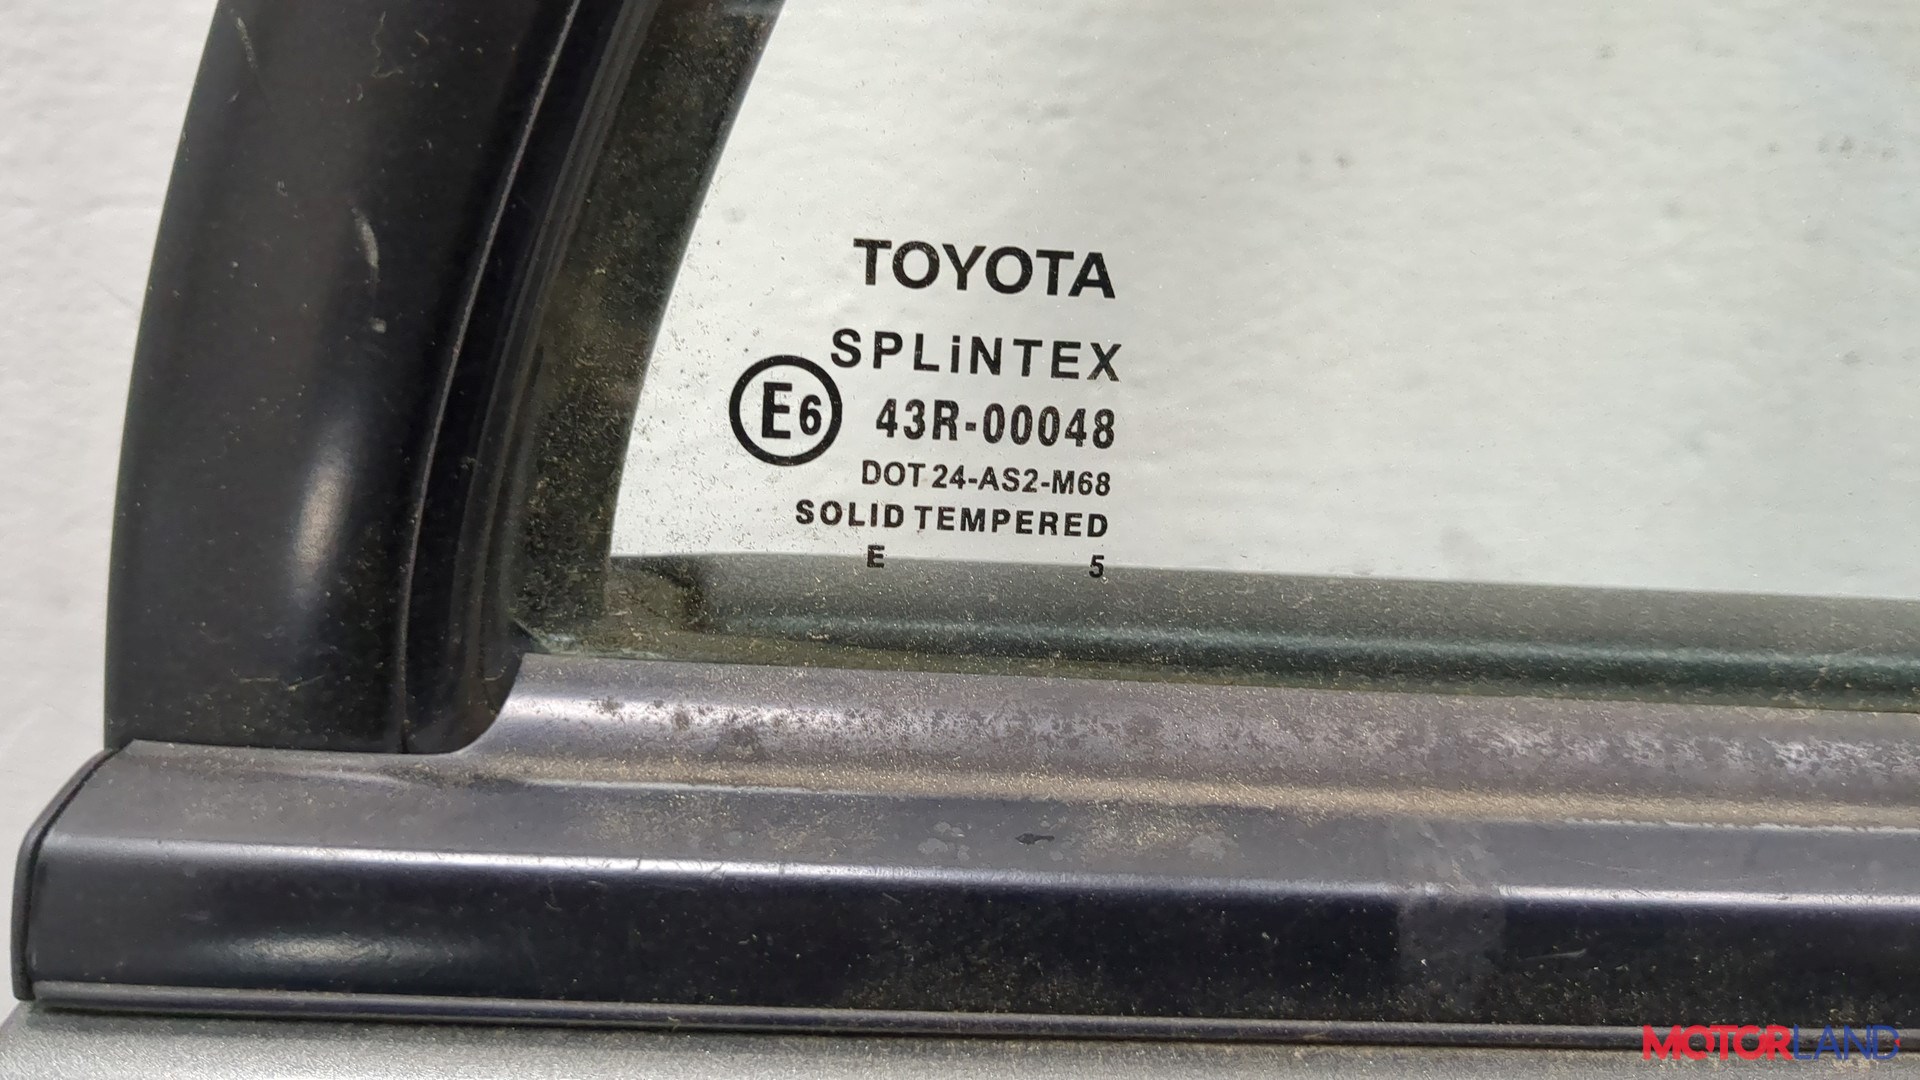 TOYOTA
SPLiNTEX
E6 43R-00048
DOT 24-AS2-M68
SOLID TEMPERED
E 5
MOTORLAND